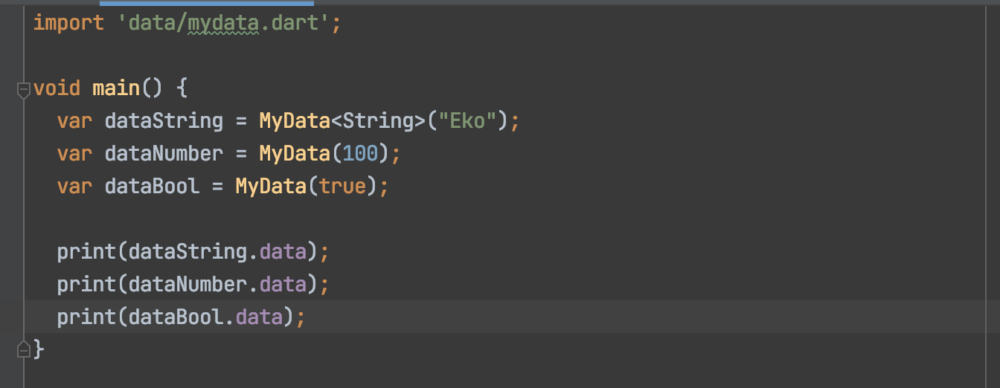 import 'data/mydata.dart';
void main() {
  var dataString = MyData<String>("Eko");
  var dataNumber = MyData(100);
  var dataBool = MyData(true);
  print(dataString.data);
  print(dataNumber.data);
  print(dataBool.data);
}